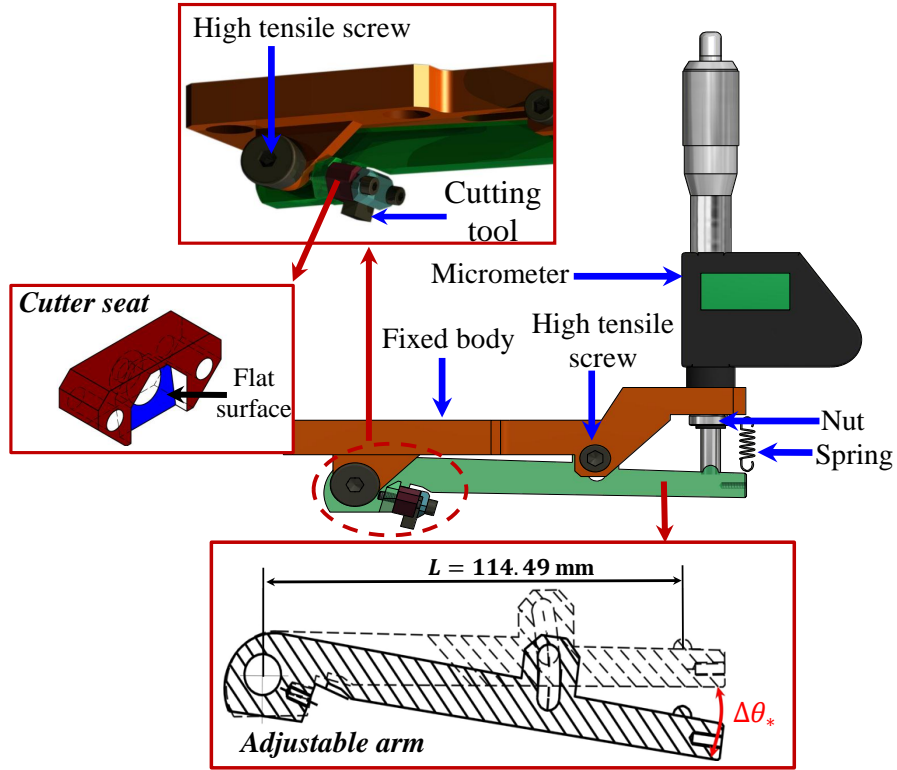 High tensile screw
Cutting
tool
Micrometer
Cutter seat
Flat
surface
Fixed body
High tensile
screw
Nut
Spring
L = 114.49 mm
Δθ*
Adjustable arm